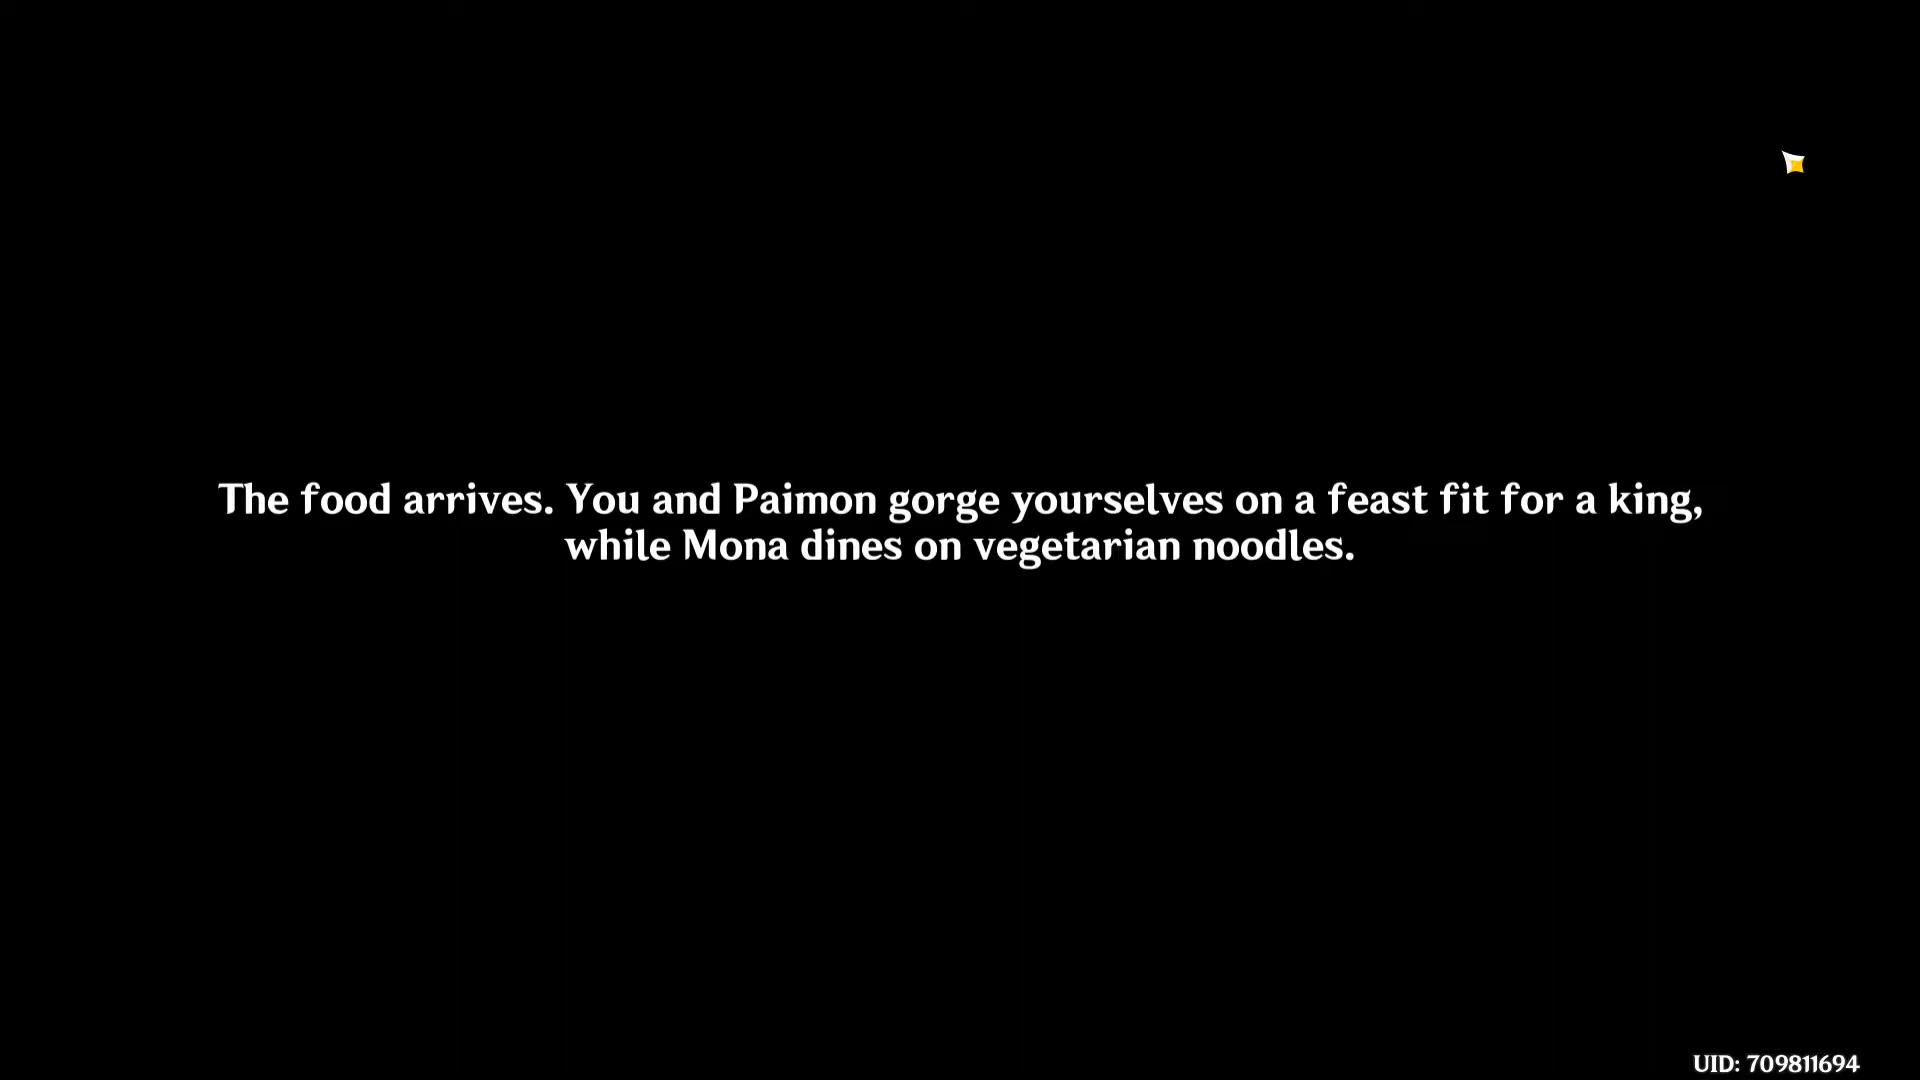 The food arrives. You and Paimon gorge yourselves on a feast fit for a king,
while Mona dines on vegetarian noodles.
UID: 709811694